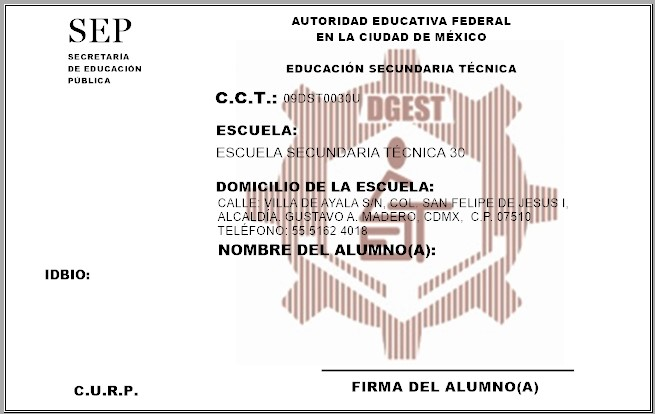 SEP
SECRETARÍA
DE EDUCACIÓN
PÚBLICA
AUTORIDAD EDUCATIVA FEDERAL
EN LA CIUDAD DE MÉXICO
EDUCACIÓN SECUNDARIA TÉCNICA
C.C.T.: 09DST0030U
DGEST
ESCUELA:
ESCUELA SECUNDARIA TÉCNICA 30
DOMICILIO DE LA ESCUELA:
CALLE: VILLA DE AYALA S/N, COL. SAN FELIPE DE JESUS I,
ALCALDÍA. GUSTAVO A. MADERO, CDMX, C.P. 07510,
TELÉFONO: 55 5162 4018
NOMBRE DEL ALUMNO(A):
EST
IDBIO:
C.U.R.P.
FIRMA DEL ALUMNO(A)